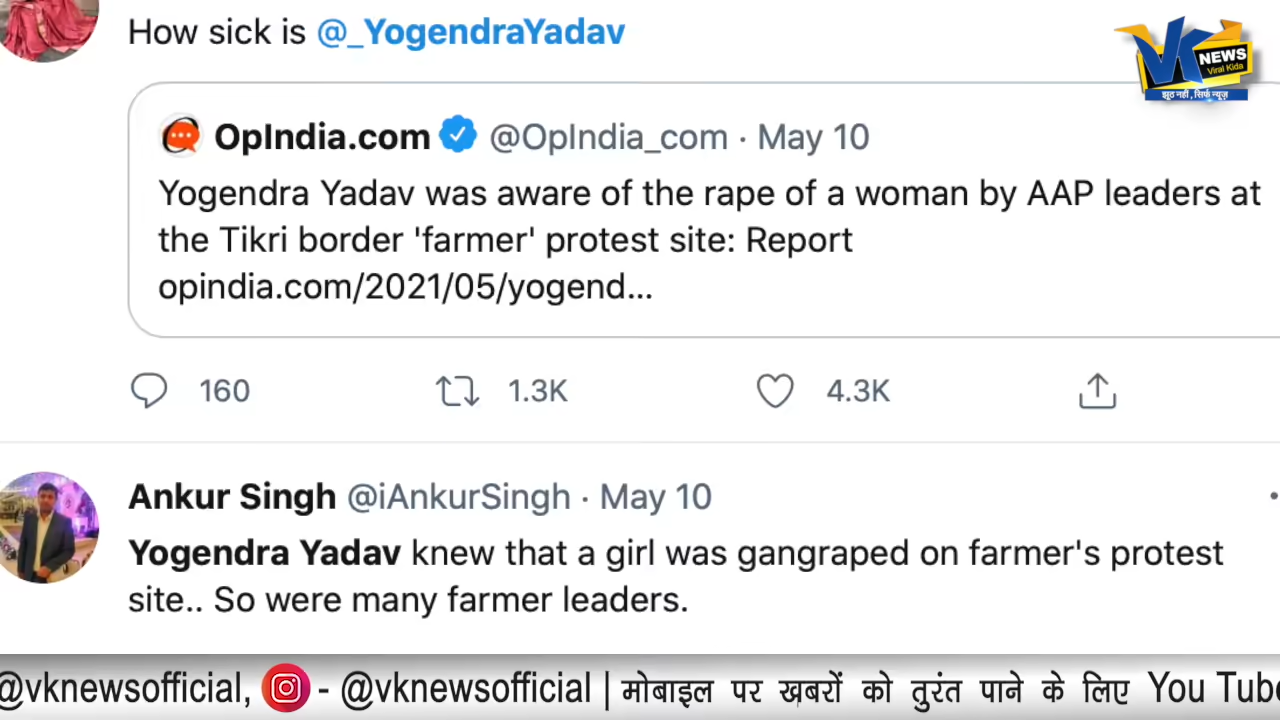 How sick is @_YogendraYadav
VK NEWS
Viral Kida
झूठ नहीं, सिर्फ न्यूज़
OpIndia.com @OpIndia_com · May 10
Yogendra Yadav was aware of the rape of a woman by AAP leaders at
the Tikri border 'farmer' protest site: Report
opindia.com/2021/05/yogend...
160 1.3K 4.3K
Ankur Singh @iAnkurSingh · May 10
Yogendra Yadav knew that a girl was gangraped on farmer's protest
site.. So were many farmer leaders.
@vknewsofficial, - @vknewsofficial | मोबाइल पर ख़बरों को तुरंत पाने के लिए You Tube